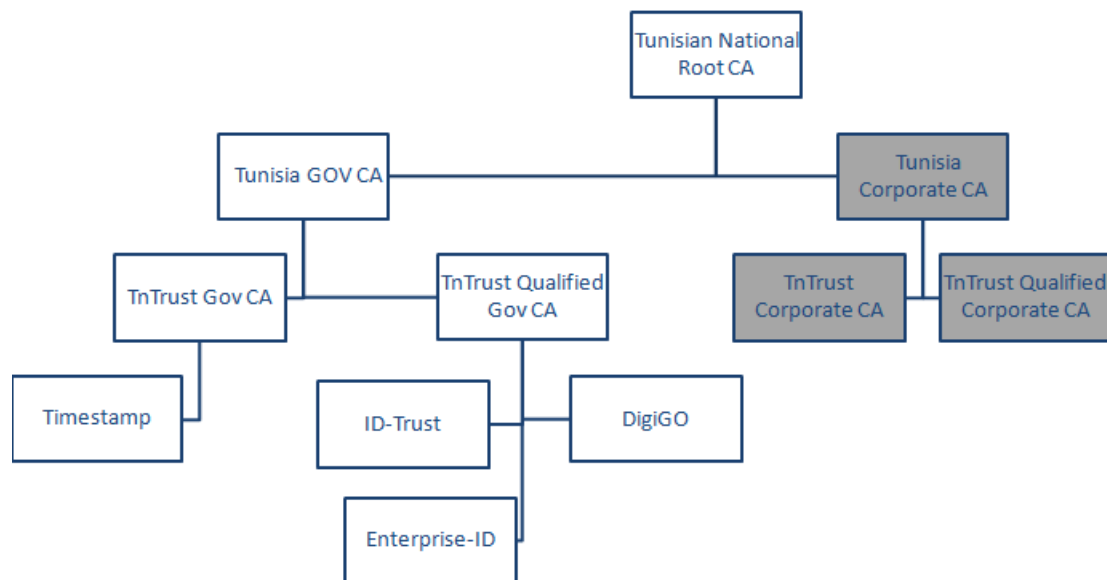 Tunisian National
Root CA
Tunisia GOV CA
Tunisia
Corporate CA
TnTrust Gov CA
TnTrust Qualified
Gov CA
TnTrust
Corporate CA
TnTrust Qualified
Corporate CA
Timestamp
ID-Trust
DigiGO
Enterprise-ID